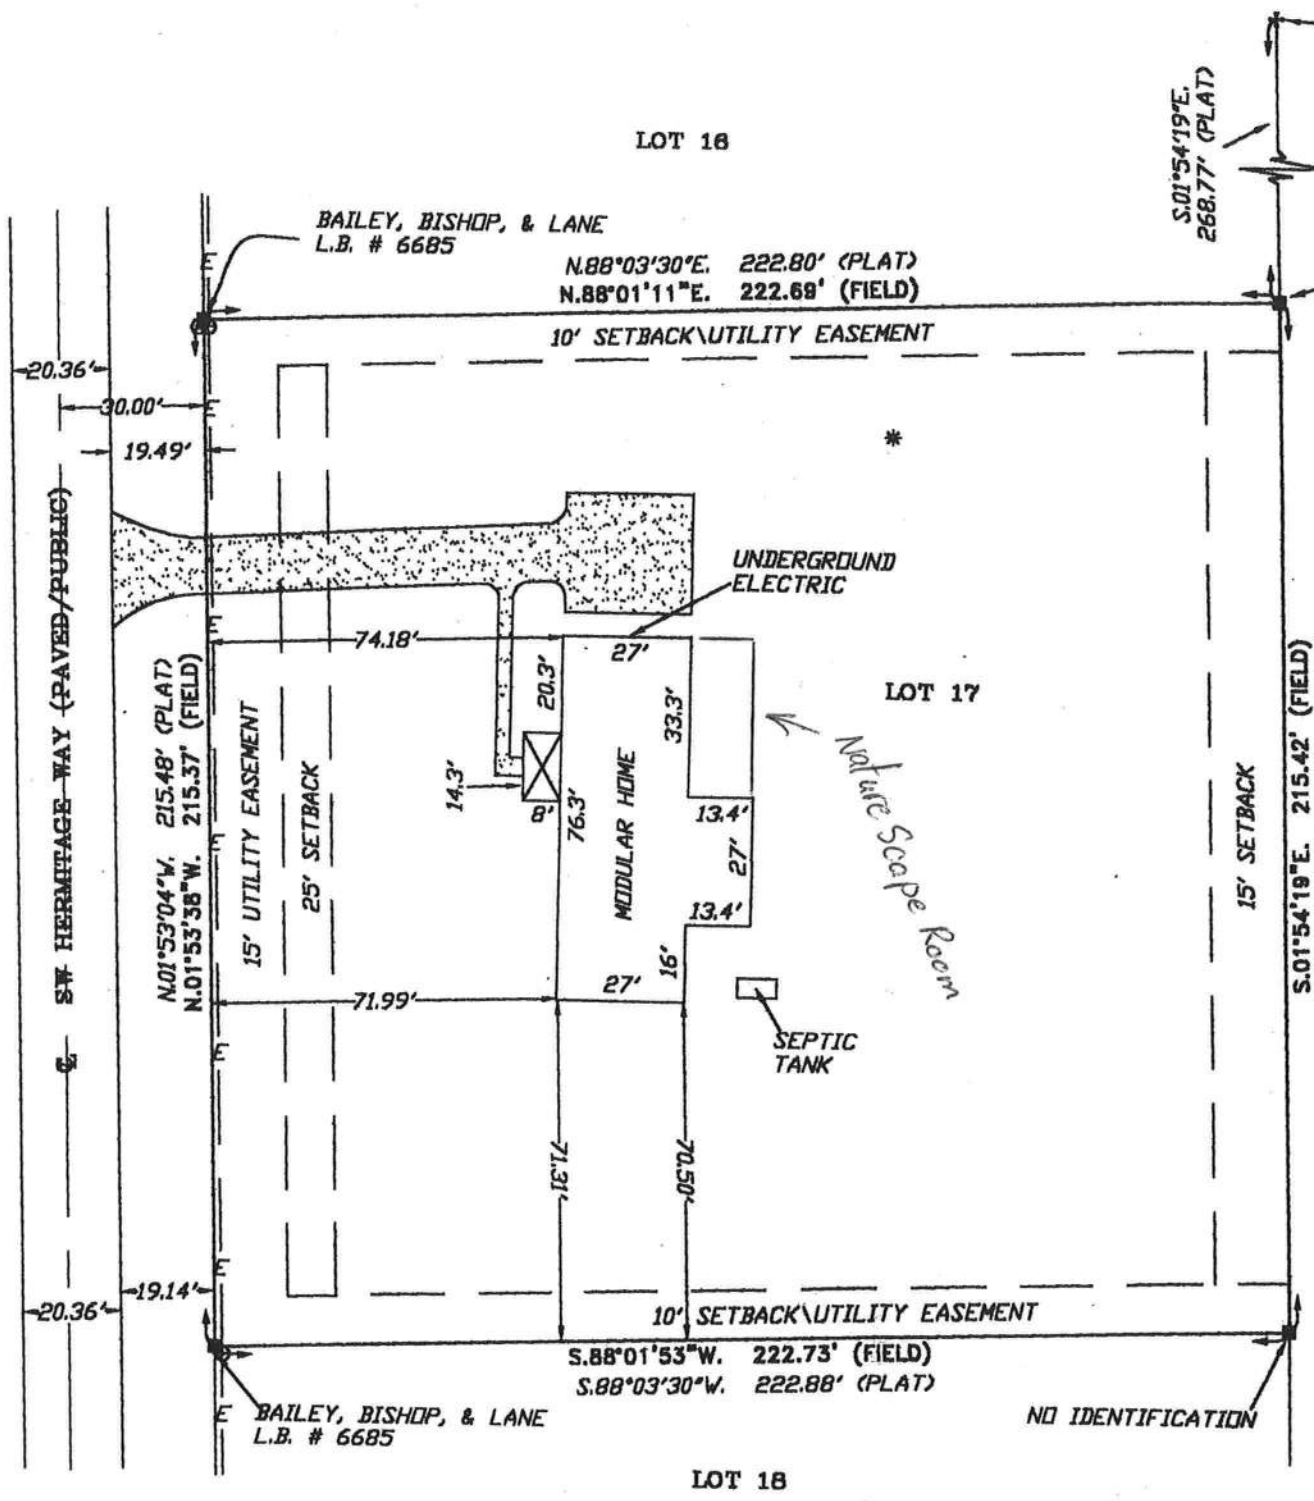 S.01°54'19"E.
268.77' (PLAT)
LOT 16
BAILEY, BISHOP, & LANE
L.B. # 6685
N.88°03'30"E. 222.80' (PLAT)
N.88°01'11"E. 222.69' (FIELD)
10' SETBACK\UTILITY EASEMENT
20.36'
30.00'
E
E
19.49'
*
UNDERGROUND
ELECTRIC
E
74.18'
27'
LOT 17
SW HERMITAGE WAY (PAVED/PUBLIC)
N.01°53'04"W. 215.48' (PLAT)
N.01°53'38"W. 215.37' (FIELD)
15' UTILITY EASEMENT
25' SETBACK
20.3'
33.3'
14.3'
8'
76.3'
MODULAR HOME
13.4'
27'
13.4'
Nature Scape Room
15' SETBACK
S.01°54'19"E. 215.42' (FIELD)
E
16'
27'
71.99'
SEPTIC
TANK
E
71.31'
70.50'
E
19.14'
20.36'
10' SETBACK\UTILITY EASEMENT
S.88°01'53"W. 222.73' (FIELD)
S.88°03'30"W. 222.88' (PLAT)
E
BAILEY, BISHOP, & LANE
L.B. # 6685
NO IDENTIFICATION
LOT 18